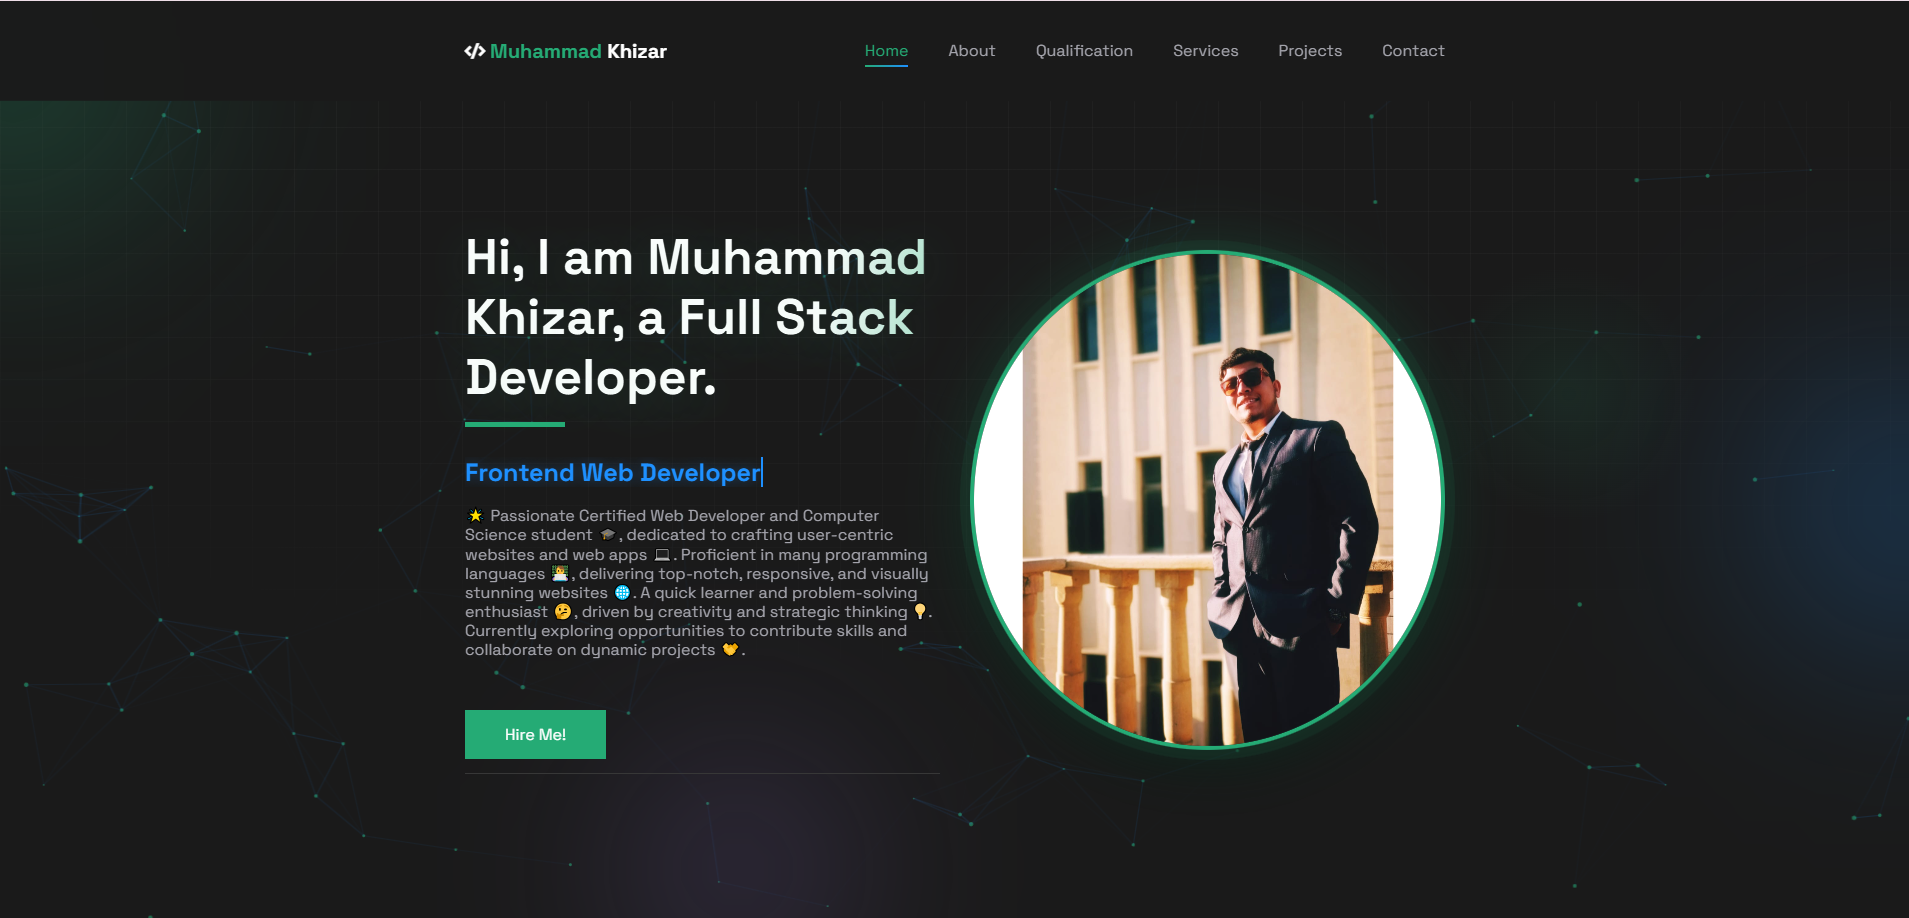 Muhammad Khizar
Home About Qualification Services Projects Contact
Hi, I am Muhammad
Khizar, a Full Stack
Developer.
Frontend Web Developer
🌟 Passionate Certified Web Developer and Computer
Science student 🎓, dedicated to crafting user-centric
websites and web apps 💻. Proficient in many programming
languages 👨‍💻, delivering top-notch, responsive, and visually
stunning websites 🌐. A quick learner and problem-solving
enthusiast 🤔, driven by creativity and strategic thinking 💡.
Currently exploring opportunities to contribute skills and
collaborate on dynamic projects 🤝.
Hire Me!